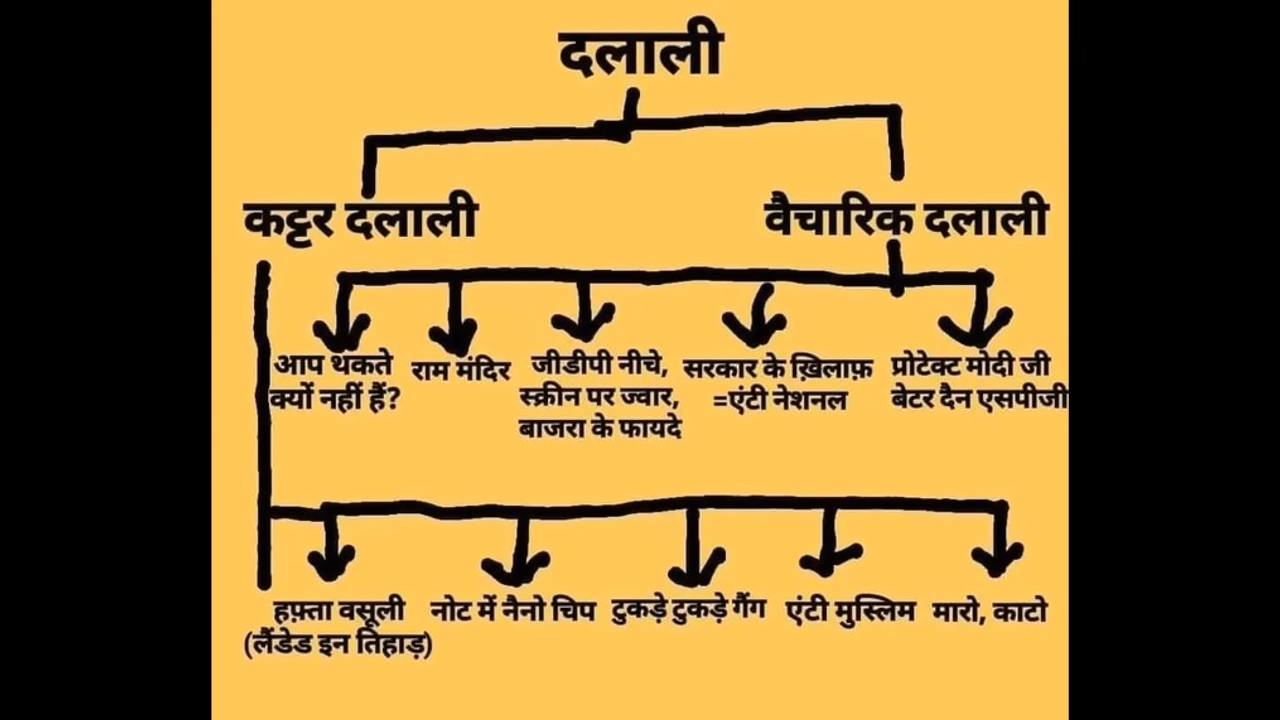 दलाली
कट्टर दलाली
वैचारिक दलाली
आप थकते
क्यों नहीं हैं?
राम मंदिर
जीडीपी नीचे,
स्क्रीन पर ज्वार,
बाजरा के फायदे
सरकार के ख़िलाफ़
=एंटी नेशनल
प्रोटेक्ट मोदी जी
बेटर दैन एसपीजी
हफ़्ता वसूली
(लैंडेड इन तिहाड़)
नोट में नैनो चिप
टुकड़े टुकड़े गैंग
एंटी मुस्लिम
मारो, काटो